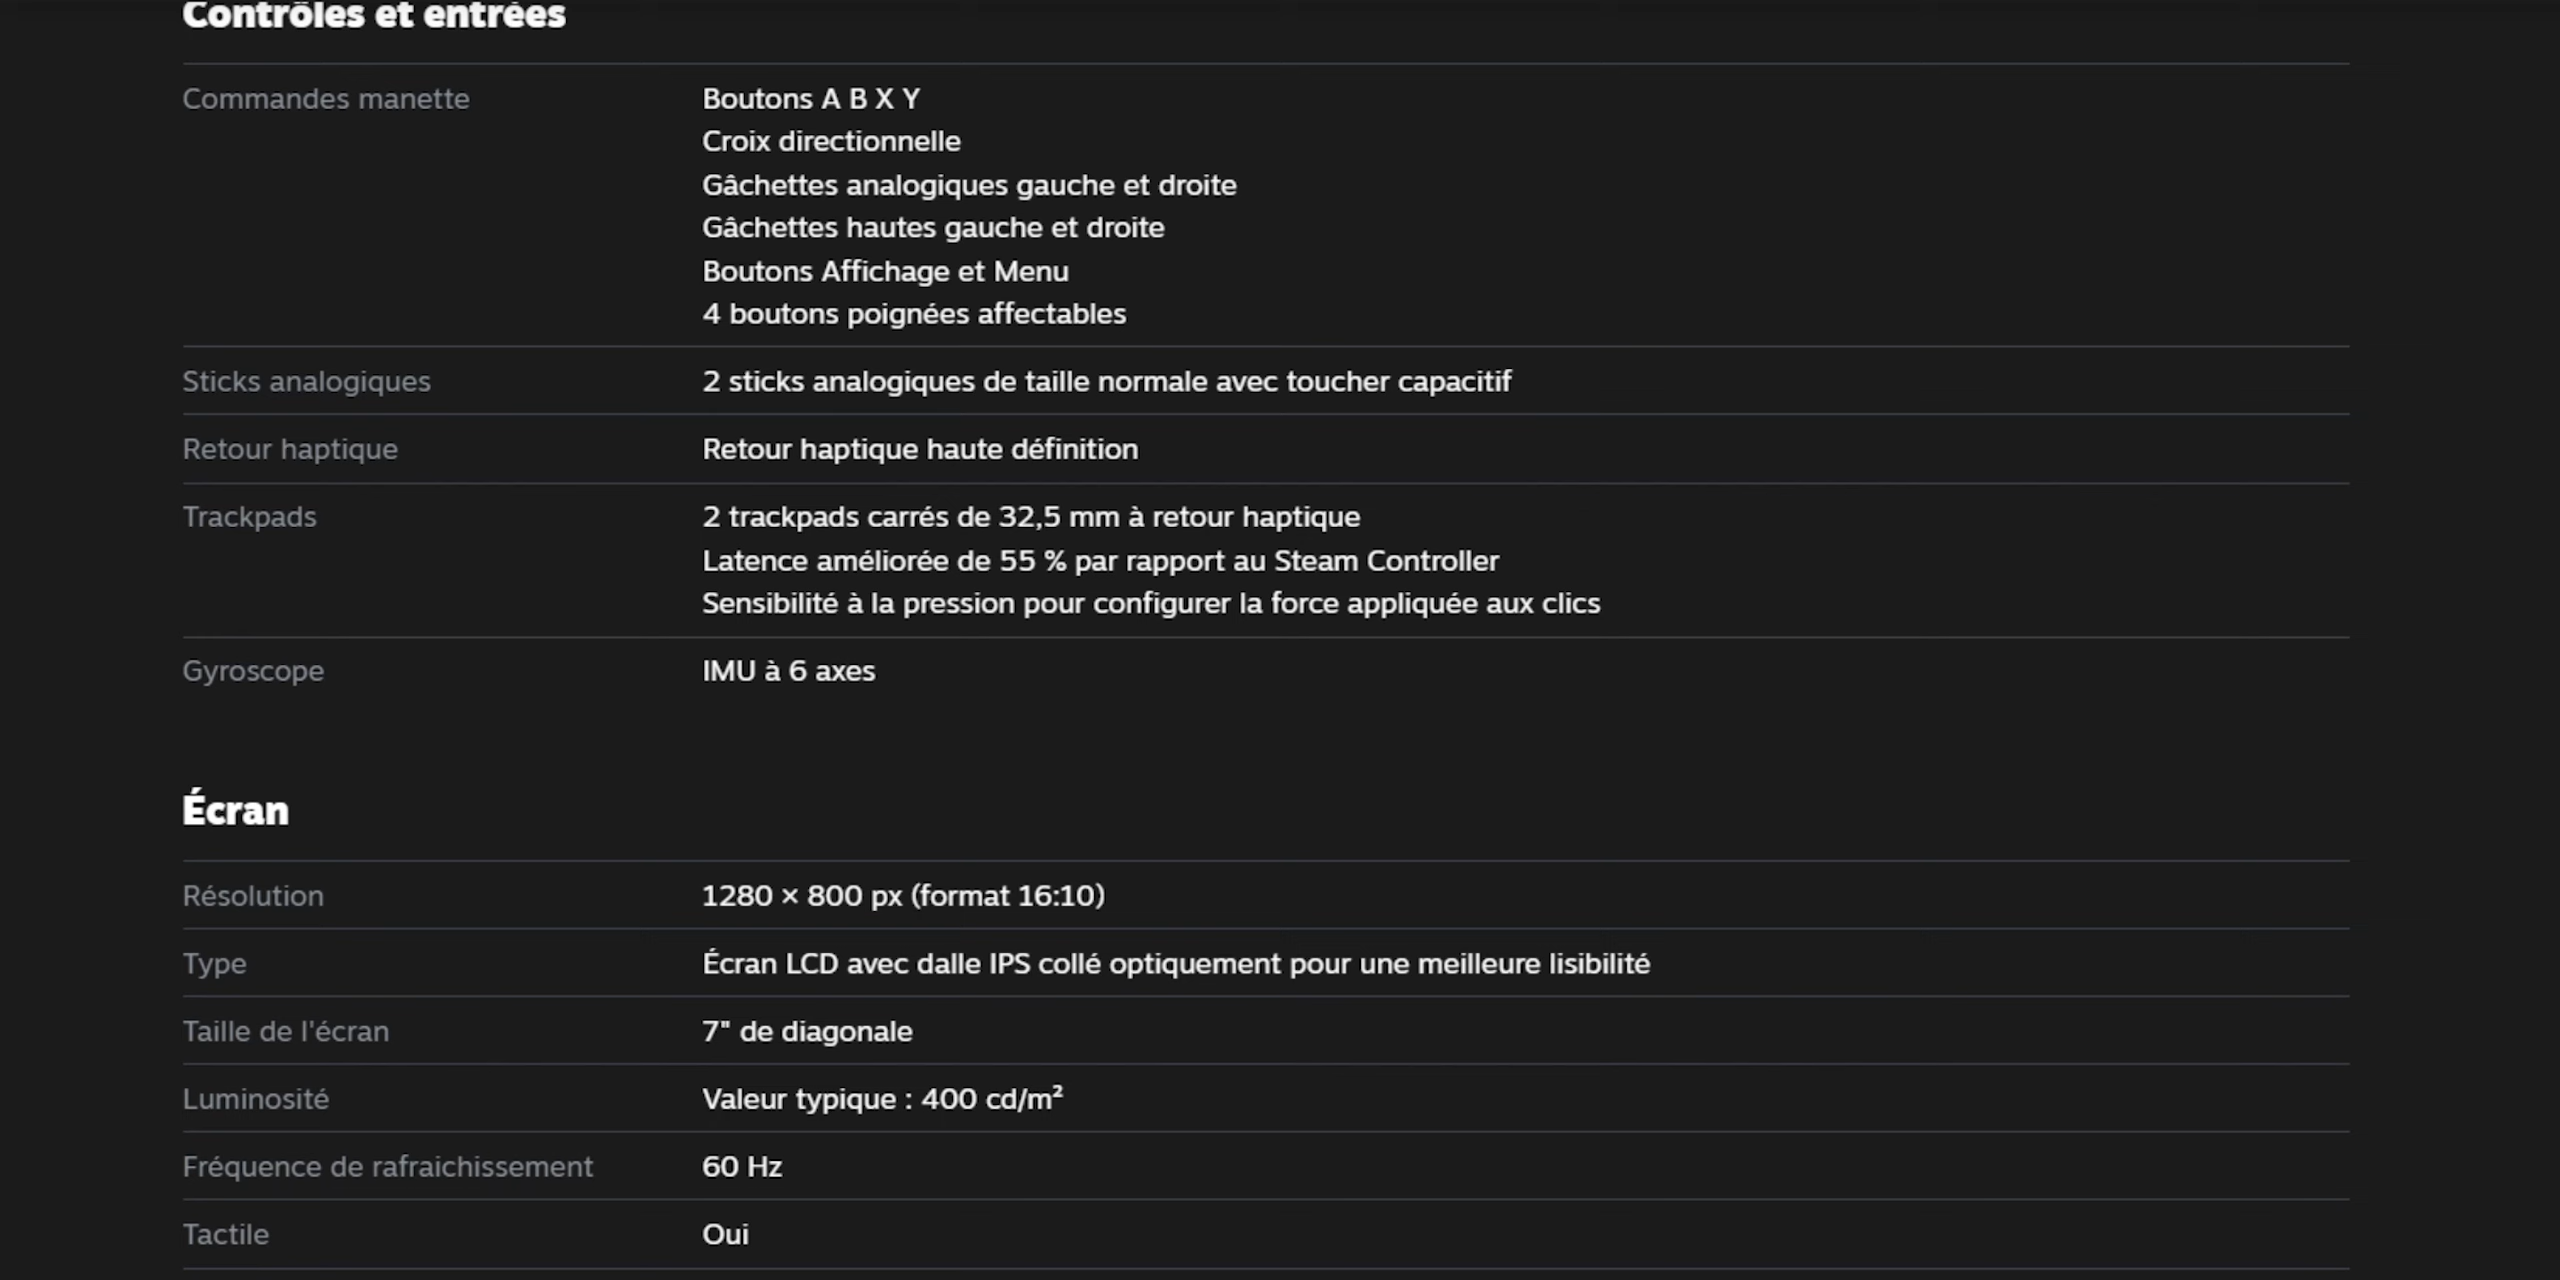 Contrôles et entrées
Commandes manette
Boutons A B X Y
Croix directionnelle
Gâchettes analogiques gauche et droite
Gâchettes hautes gauche et droite
Boutons Affichage et Menu
4 boutons poignées affectables
Sticks analogiques
2 sticks analogiques de taille normale avec toucher capacitif
Retour haptique
Retour haptique haute définition
Trackpads
2 trackpads carrés de 32,5 mm à retour haptique
Latence améliorée de 55 % par rapport au Steam Controller
Sensibilité à la pression pour configurer la force appliquée aux clics
Gyroscope
IMU à 6 axes
Écran
Résolution
1280 × 800 px (format 16:10)
Type
Écran LCD avec dalle IPS collé optiquement pour une meilleure lisibilité
Taille de l'écran
7" de diagonale
Luminosité
Valeur typique : 400 cd/m²
Fréquence de rafraichissement
60 Hz
Tactile
Oui